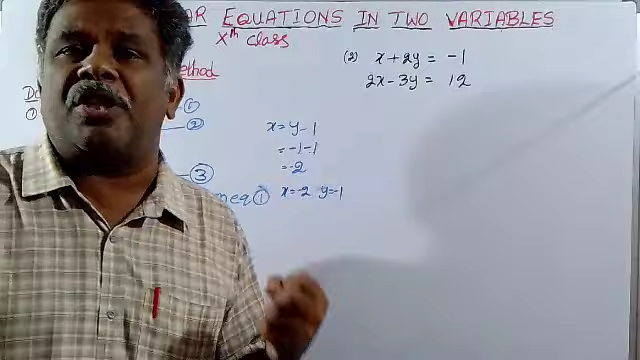 AR EQUATIONS IN TWO VARIABLES
Xth class
ethod
①
②
x = y - 1
= -1 - 1
= -2
③
eq ① x = -2 y = -1
(2) x + 2y = -1
2x - 3y = 12